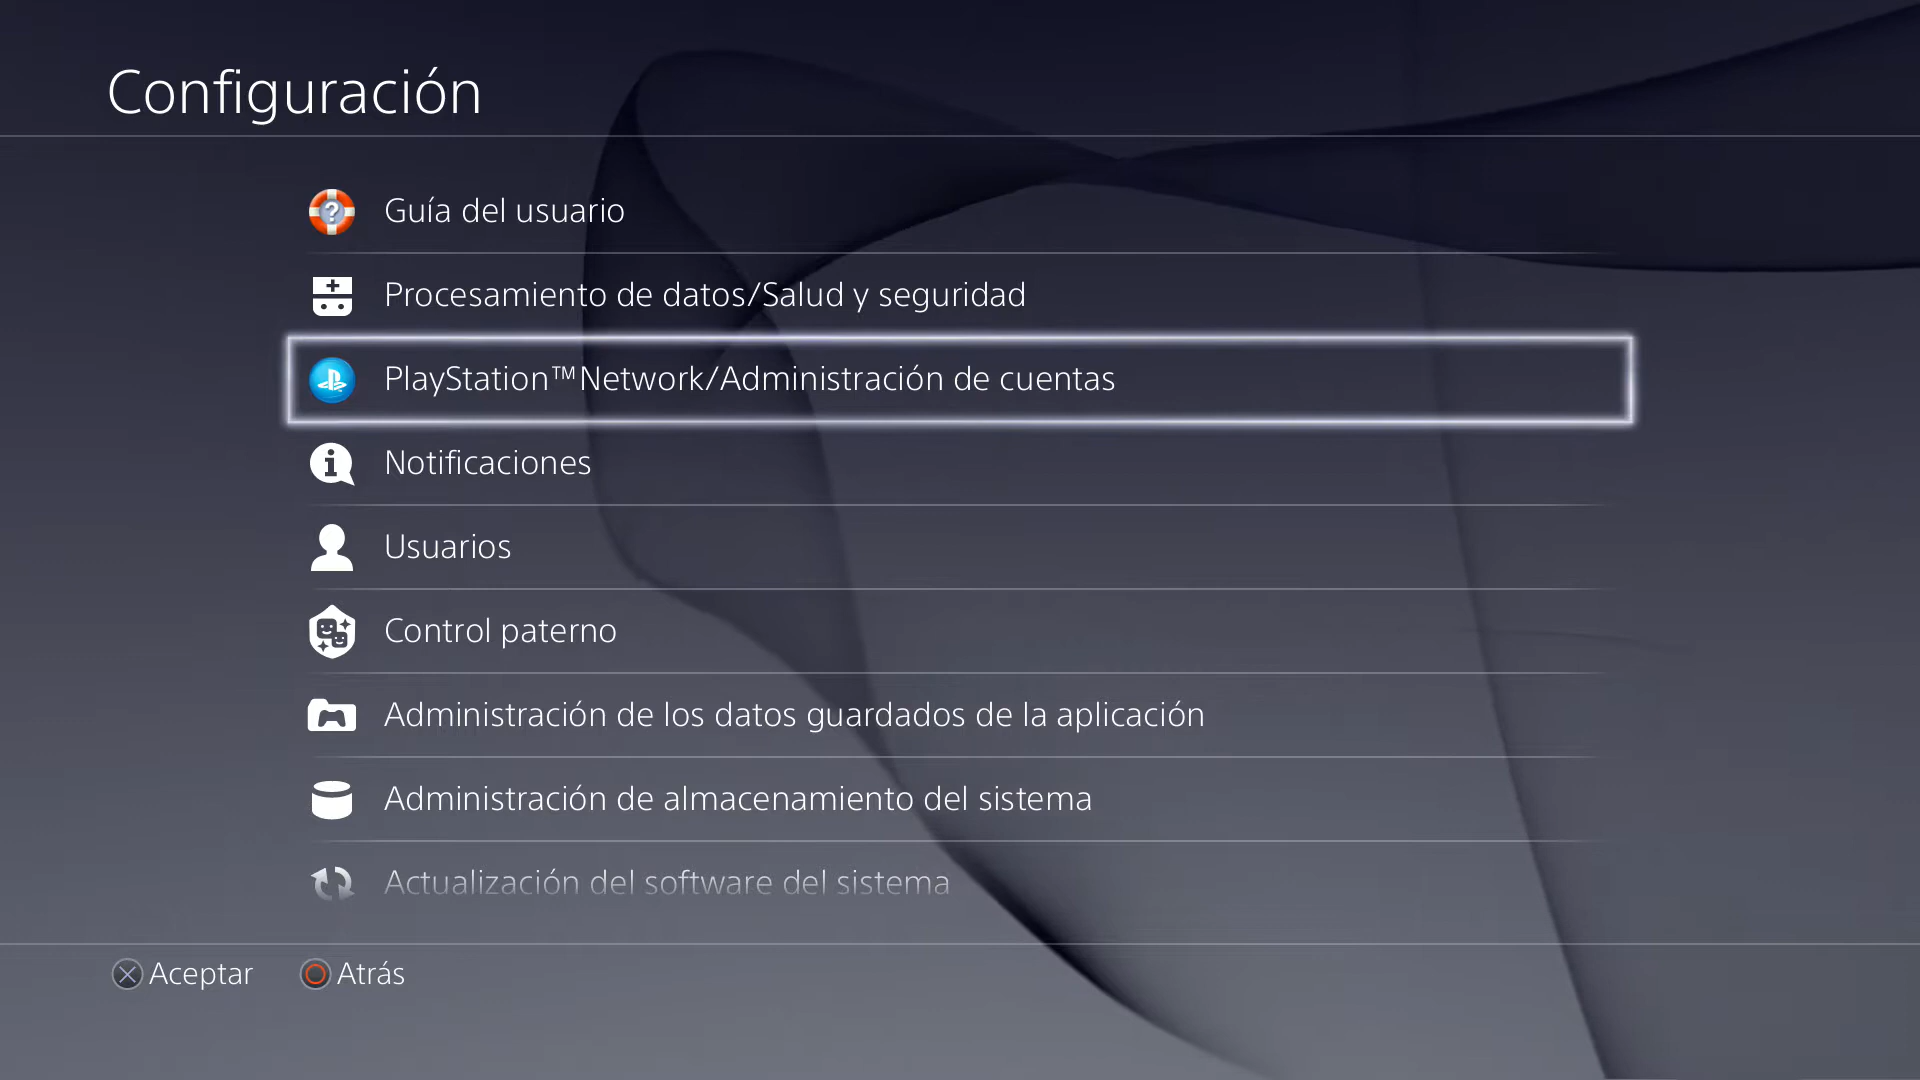 Configuración
Guía del usuario
Procesamiento de datos/Salud y seguridad
PlayStation™Network/Administración de cuentas
Notificaciones
Usuarios
Control paterno
Administración de los datos guardados de la aplicación
Administración de almacenamiento del sistema
Actualización del software del sistema
Aceptar Atrás